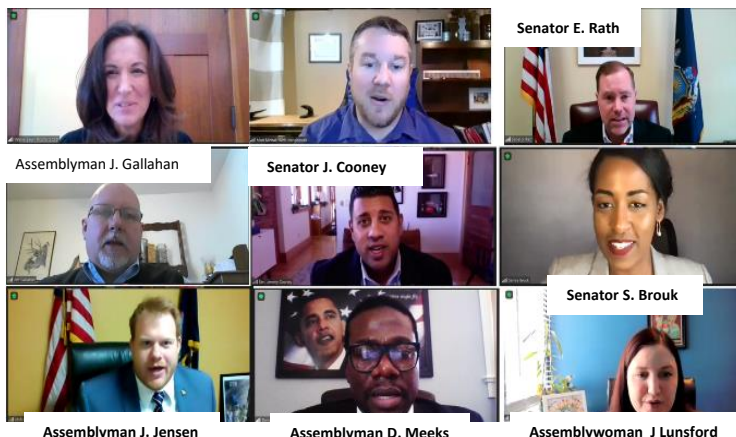 Senator E. Rath
Assemblyman J. Gallahan
Senator J. Cooney
Senator S. Brouk
Assemblyman J. Jensen
Assemblyman D. Meeks
Assemblywoman J Lunsford